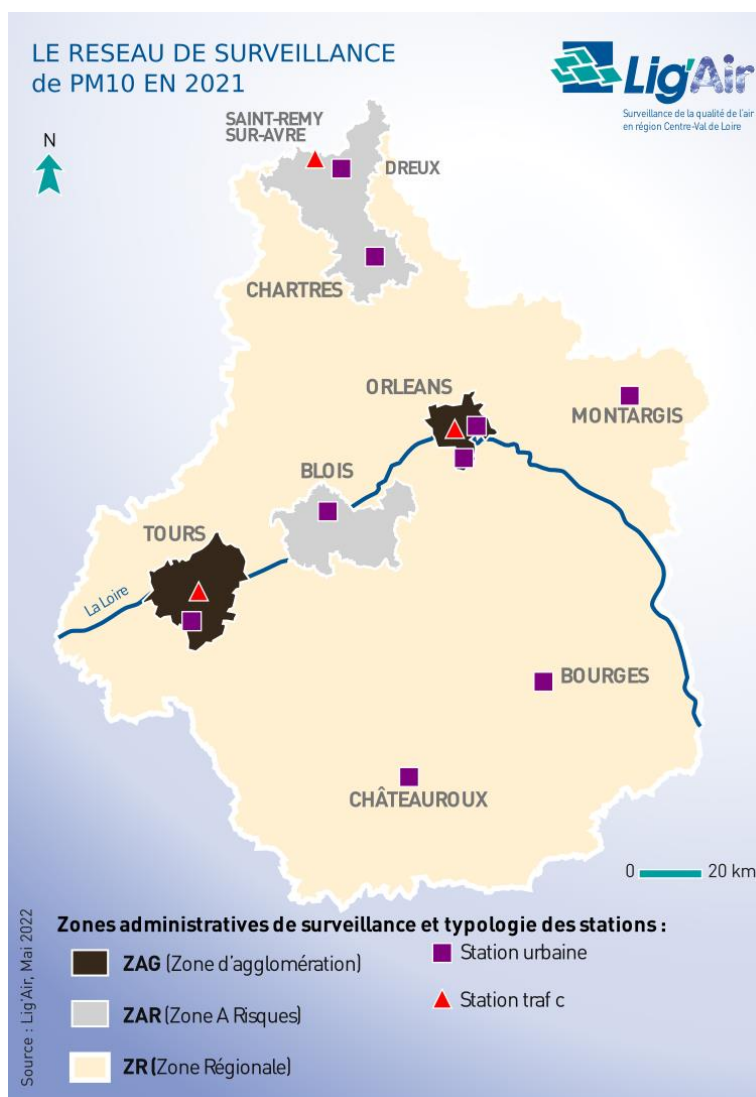 LE RESEAU DE SURVEILLANCE
de PM10 EN 2021
Lig'Air
Surveillance de la qualité de l'air
en région Centre-Val de Loire
N
SAINT-REMY
SUR-AVRE
DREUX
CHARTRES
ORLEANS
MONTARGIS
BLOIS
TOURS
La Loire
BOURGES
CHÂTEAUROUX
0 20 km
Zones administratives de surveillance et typologie des stations :
ZAG (Zone d'agglomération)
Station urbaine
ZAR (Zone A Risques)
Station traf c
ZR (Zone Régionale)
Source : Lig'Air, Mai 2022